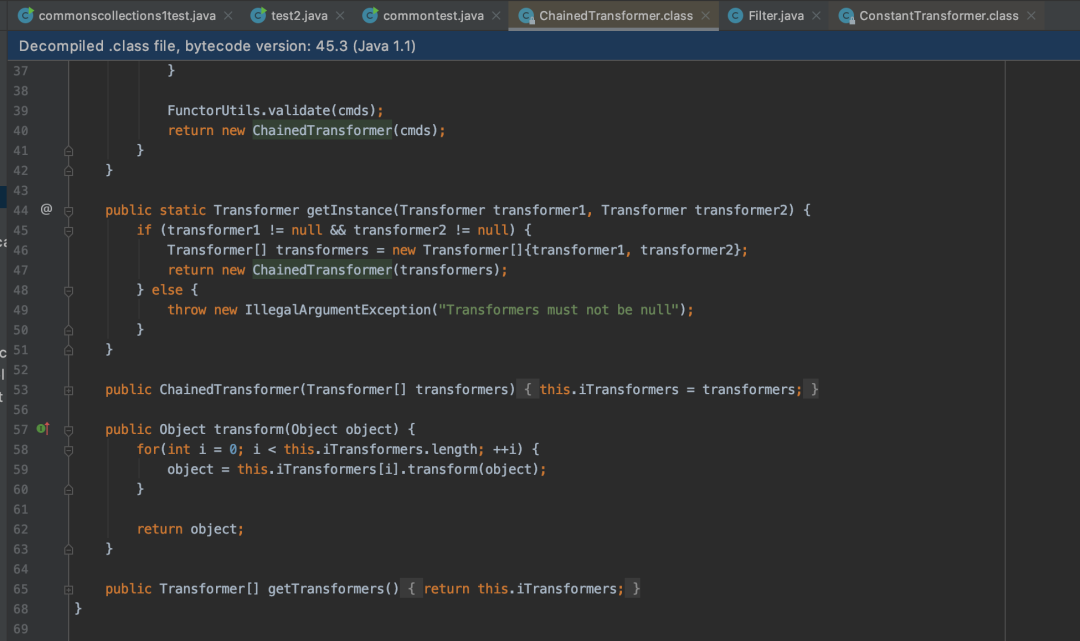 commonscollections1test.java test2.java commontest.java ChainedTransformer.class Filter.java ConstantTransformer.class
Decompiled .class file, bytecode version: 45.3 (Java 1.1)
37 }
38
39 FunctorUtils.validate(cmds);
40 return new ChainedTransformer(cmds);
41 }
42 }
43
44 @ public static Transformer getInstance(Transformer transformer1, Transformer transformer2) {
45 if (transformer1 != null && transformer2 != null) {
46 Transformer[] transformers = new Transformer[]{transformer1, transformer2};
47 return new ChainedTransformer(transformers);
48 } else {
49 throw new IllegalArgumentException("Transformers must not be null");
50 }
51 }
52
53 public ChainedTransformer(Transformer[] transformers) { this.iTransformers = transformers; }
56
57 public Object transform(Object object) {
58 for(int i = 0; i < this.iTransformers.length; ++i) {
59 object = this.iTransformers[i].transform(object);
60 }
61
62 return object;
63 }
64
65 public Transformer[] getTransformers() { return this.iTransformers; }
68 }
69